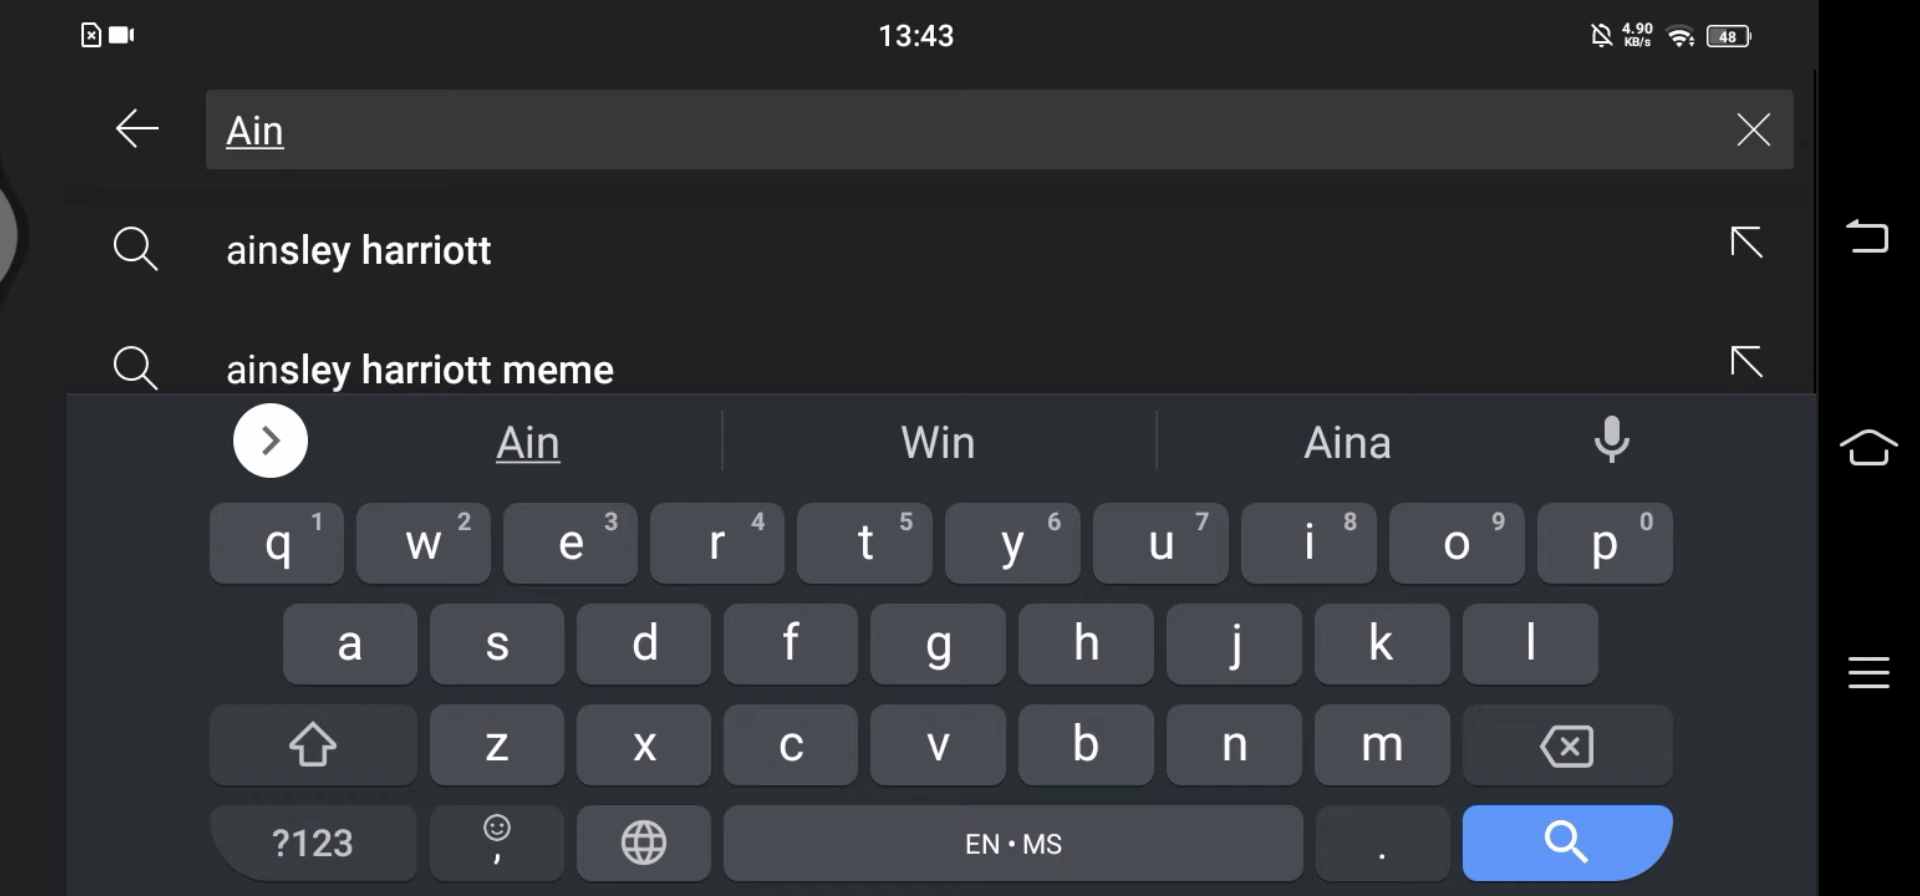 13:43
4.90
KB/s
48
Ain
ainsley harriott
ainsley harriott meme
Ain Win Aina
q 1 w 2 e 3 r 4 t 5 y 6 u 7 i 8 o 9 p 0
a s d f g h j k l
z x c v b n m
?123 , EN • MS .